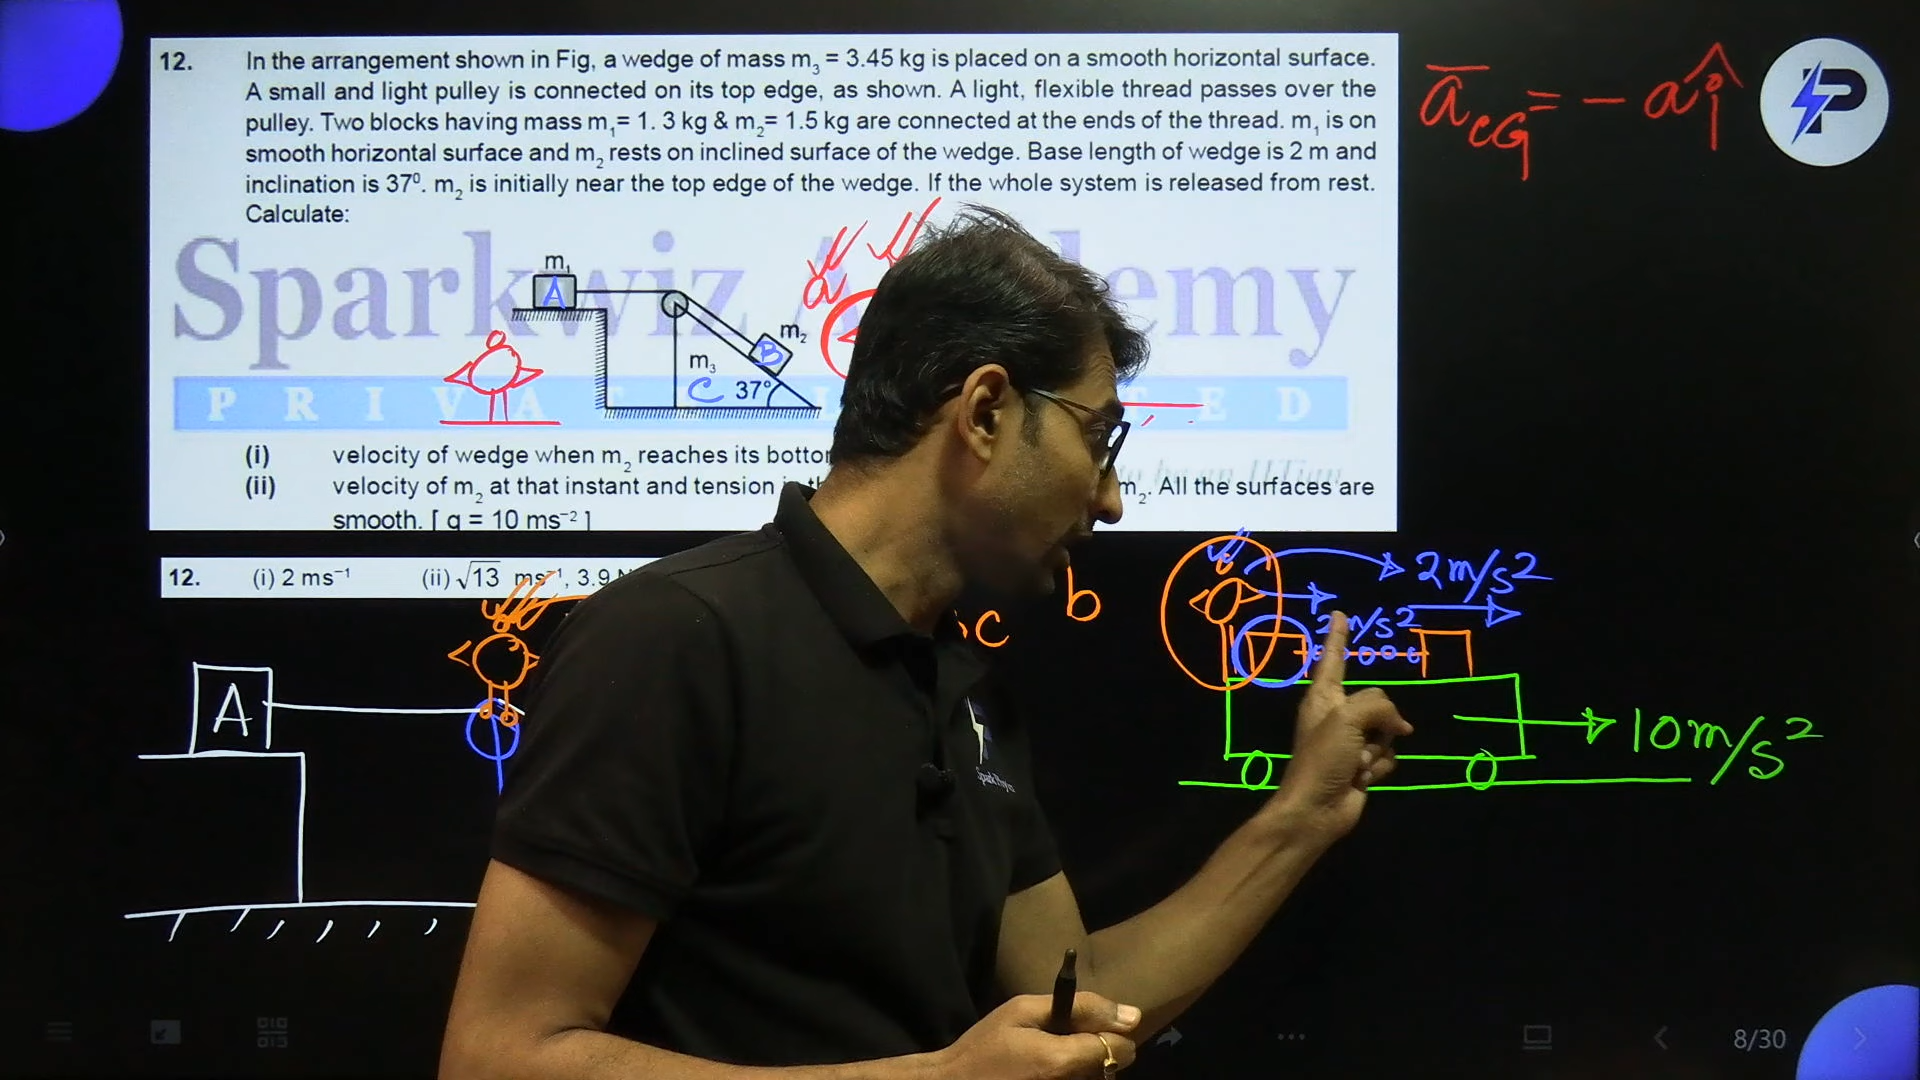 12. In the arrangement shown in Fig, a wedge of mass m₃ = 3.45 kg is placed on a smooth horizontal surface.
A small and light pulley is connected on its top edge, as shown. A light, flexible thread passes over the
pulley. Two blocks having mass m₁= 1. 3 kg & m₂= 1.5 kg are connected at the ends of the thread. m₁ is on
smooth horizontal surface and m₂ rests on inclined surface of the wedge. Base length of wedge is 2 m and
inclination is 37⁰. m₂ is initially near the top edge of the wedge. If the whole system is released from rest.
Calculate:
a̅CG = - a î
P
Sparkwiz A demy
P R I V A T L T E D
m₁
A
m₂
B
m₃
C 37°
a
(i) velocity of wedge when m₂ reaches its
(ii) velocity of m₂ at that instant and tension m₂. All the surfaces are
smooth. [ g = 10 ms⁻² ]
12. (i) 2 ms⁻¹ (ii) √13 ms⁻¹, 3.9
c
b
2m/s²
2m/s²
A
10m/s²
8/30